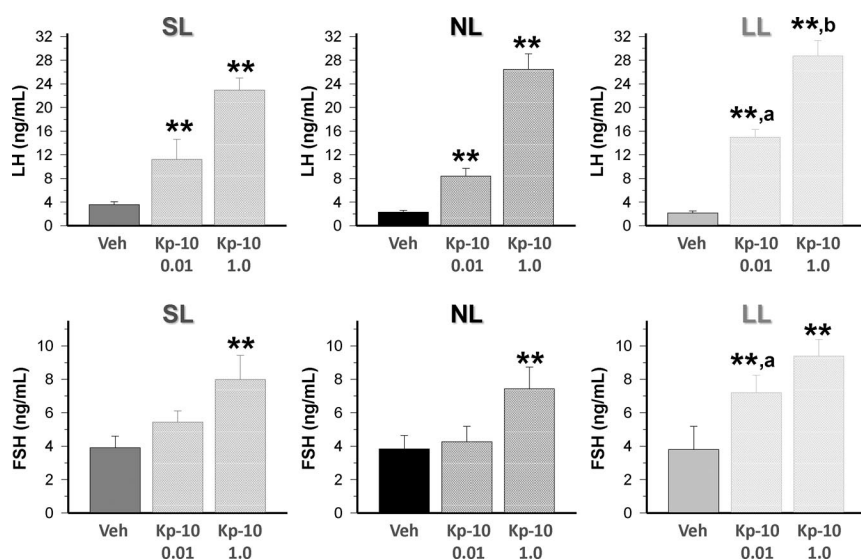 SL
NL
LL
LH (ng/mL)
32
28
24
20
16
12
8
4
0
**
**
Veh
Kp-10
0.01
Kp-10
1.0
LH (ng/mL)
32
28
24
20
16
12
8
4
0
**
**
Veh
Kp-10
0.01
Kp-10
1.0
LH (ng/mL)
32
28
24
20
16
12
8
4
0
**,a
**,b
Veh
Kp-10
0.01
Kp-10
1.0
SL
NL
LL
FSH (ng/mL)
10
8
6
4
2
0
**
Veh
Kp-10
0.01
Kp-10
1.0
FSH (ng/mL)
10
8
6
4
2
0
**
Veh
Kp-10
0.01
Kp-10
1.0
FSH (ng/mL)
10
8
6
4
2
0
**,a
**
Veh
Kp-10
0.01
Kp-10
1.0